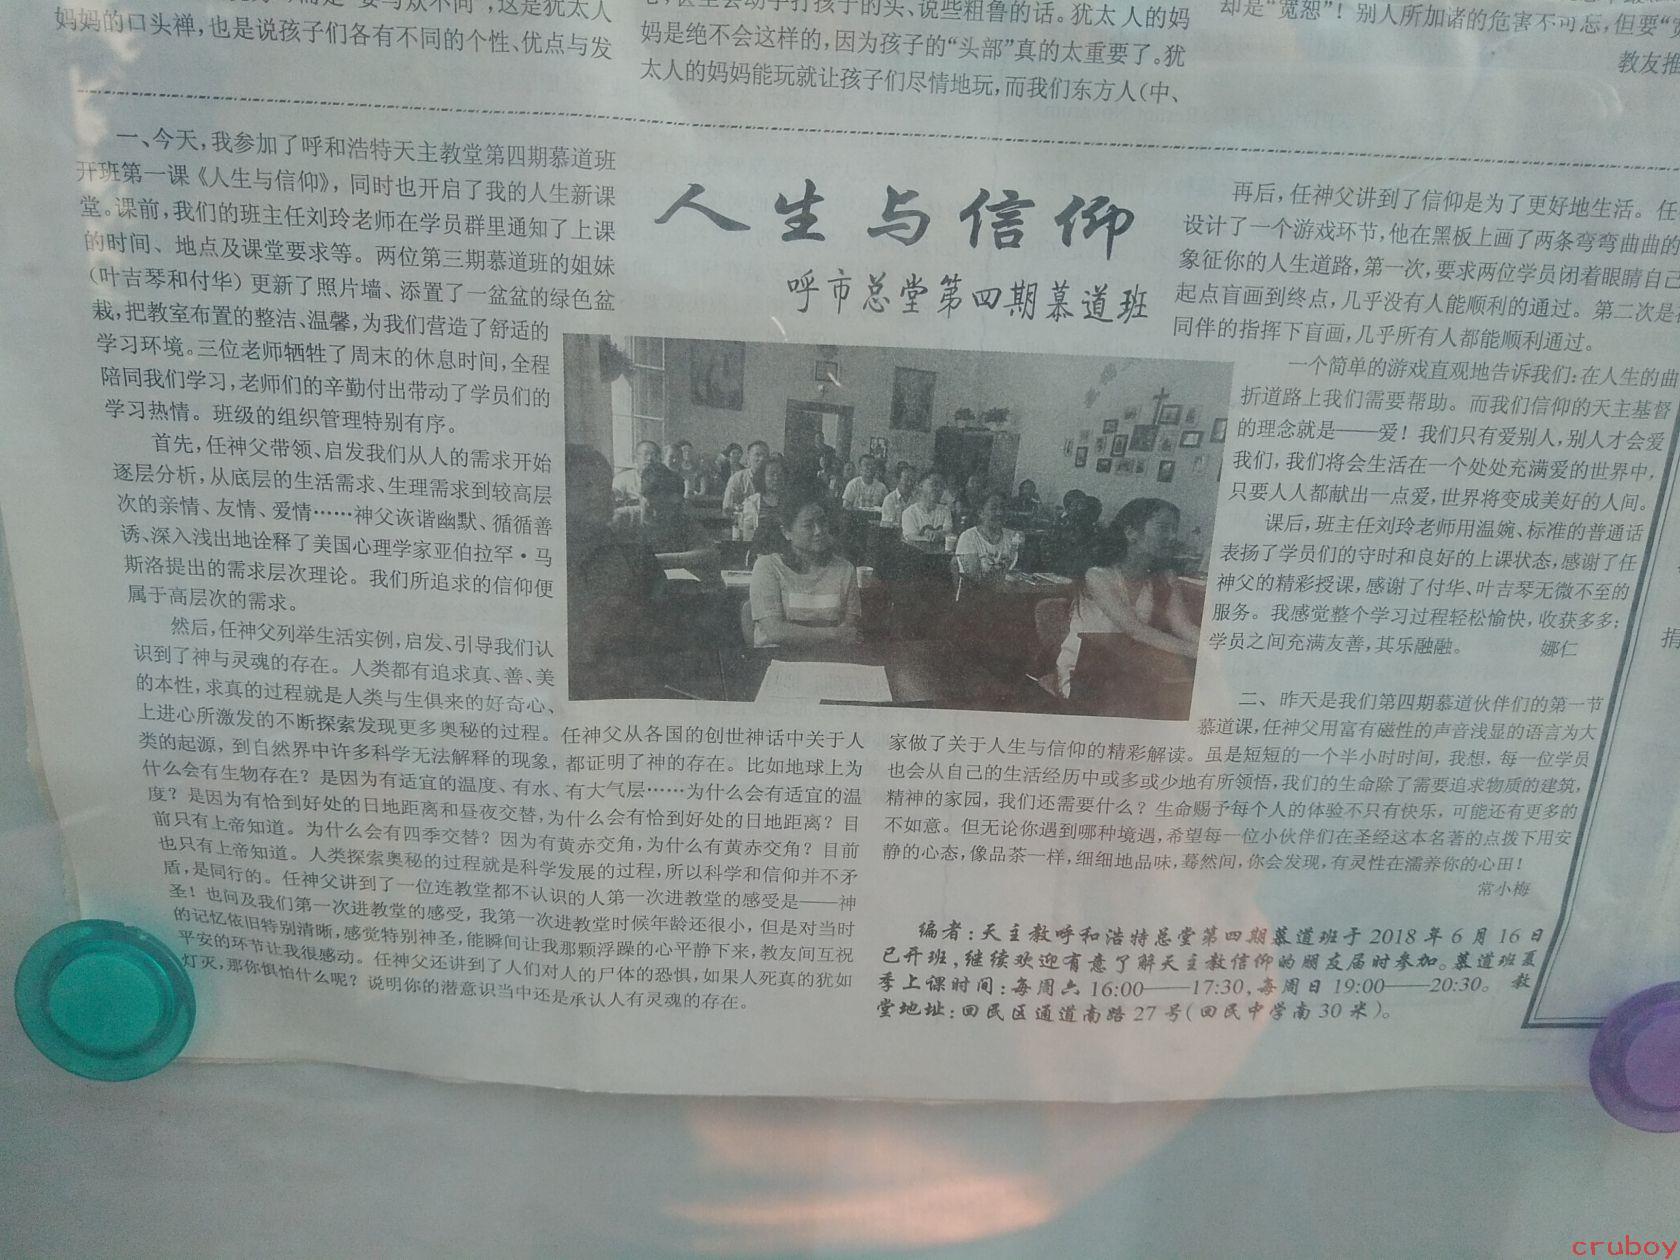 妈妈的口头禅，也是说孩子们各有不同的个性、优点与发
妈是绝不会这样的，因为孩子的“头部”真的太重要了。犹
太人的妈妈能玩就让孩子们尽情地玩，而我们东方人（中、
却是“宽恕”！别人所加诸的危害不可忘，但要“
教友推
人生与信仰
呼市总堂第四期慕道班
一、今天，我参加了呼和浩特天主教堂第四期慕道班
开班第一课《人生与信仰》，同时也开启了我的人生新课
堂。课前，我们的班主任刘玲老师在学员群里通知了上课
的时间、地点及课堂要求等。两位第三期慕道班的姐妹
（叶吉琴和付华）更新了照片墙、添置了一盆盆的绿色盆
栽，把教室布置的整洁、温馨，为我们营造了舒适的
学习环境。三位老师牺牲了周末的休息时间，全程
陪同我们学习，老师们的辛勤付出带动了学员们的
学习热情。班级的组织管理特别有序。
首先，任神父带领、启发我们从人的需求开始
逐层分析，从底层的生活需求、生理需求到较高层
次的亲情、友情、爱情……神父诙谐幽默、循循善
诱、深入浅出地诠释了美国心理学家亚伯拉罕·马
斯洛提出的需求层次理论。我们所追求的信仰便
属于高层次的需求。
然后，任神父列举生活实例，启发、引导我们认
识到了神与灵魂的存在。人类都有追求真、善、美
的本性，求真的过程就是人类与生俱来的好奇心、
上进心所激发的不断探索发现更多奥秘的过程。
任神父从各国的创世神话中关于人
类的起源，到自然界中许多科学无法解释的现象，都证明了神的存在。比如地球上为
什么会有生物存在？是因为有适宜的温度、有水、有大气层……为什么会有适宜的温
度？是因为有恰到好处的日地距离和昼夜交替，为什么会有恰到好处的日地距离？目
前只有上帝知道。为什么会有四季交替？因为有黄赤交角，为什么有黄赤交角？目前
也只有上帝知道。人类探索奥秘的过程就是科学发展的过程，所以科学和信仰并不矛
盾，是同行的。任神父讲到了一位连教堂都不认识的人第一次进教堂的感受是——神
圣！也问及我们第一次进教堂的感受，我第一次进教堂时候年龄还很小，但是对当时
的记忆依旧特别清晰，感觉特别神圣，能瞬间让我那颗浮躁的心平静下来，教友间互祝
平安的环节让我很感动。任神父还讲到了人们对人的尸体的恐惧，如果人死真的犹如
灯灭，那你惧怕什么呢？说明你的潜意识当中还是承认人有灵魂的存在。
再后，任神父讲到了信仰是为了更好地生活。任
设计了一个游戏环节，他在黑板上画了两条弯弯曲曲的
象征你的人生道路，第一次，要求两位学员闭着眼睛自己
起点盲画到终点，几乎没有人能顺利的通过。第二次是
同伴的指挥下盲画，几乎所有人都能顺利通过。
一个简单的游戏直观地告诉我们：在人生的曲
折道路上我们需要帮助。而我们信仰的天主基督
的理念就是——爱！我们只有爱别人，别人才会爱
我们，我们将会生活在一个处处充满爱的世界中，
只要人人都献出一点爱，世界将变成美好的人间。
课后，班主任刘玲老师用温婉、标准的普通话
表扬了学员们的守时和良好的上课状态，感谢了任
神父的精彩授课，感谢了付华、叶吉琴无微不至的
服务。我感觉整个学习过程轻松愉快，收获多多；
学员之间充满友善，其乐融融。 娜仁
二、昨天是我们第四期慕道伙伴们的第一节
慕道课，任神父用富有磁性的声音浅显的语言为大
家做了关于人生与信仰的精彩解读。虽是短短的一个半小时时间，我想，每一位学员
也会从自己的生活经历中或多或少地有所领悟，我们的生命除了需要追求物质的建筑，
精神的家园，我们还需要什么？生命赐予每个人的体验不只有快乐，可能还有更多的
不如意。但无论你遇到哪种境遇，希望每一位小伙伴们在圣经这本名著的点拨下用安
静的心态，像品茶一样，细细地品味，蓦然间，你会发现，有灵性在濡养你的心田！
常小梅
编者：天主教呼和浩特总堂第四期慕道班于2018年6月16日
已开班，继续欢迎有意了解天主教信仰的朋友届时参加。慕道班夏
季上课时间：每周六16:00——17:30，每周日19:00——20:30。教
堂地址：回民区通道南路27号（回民中学南30米）。
捐
cruboy